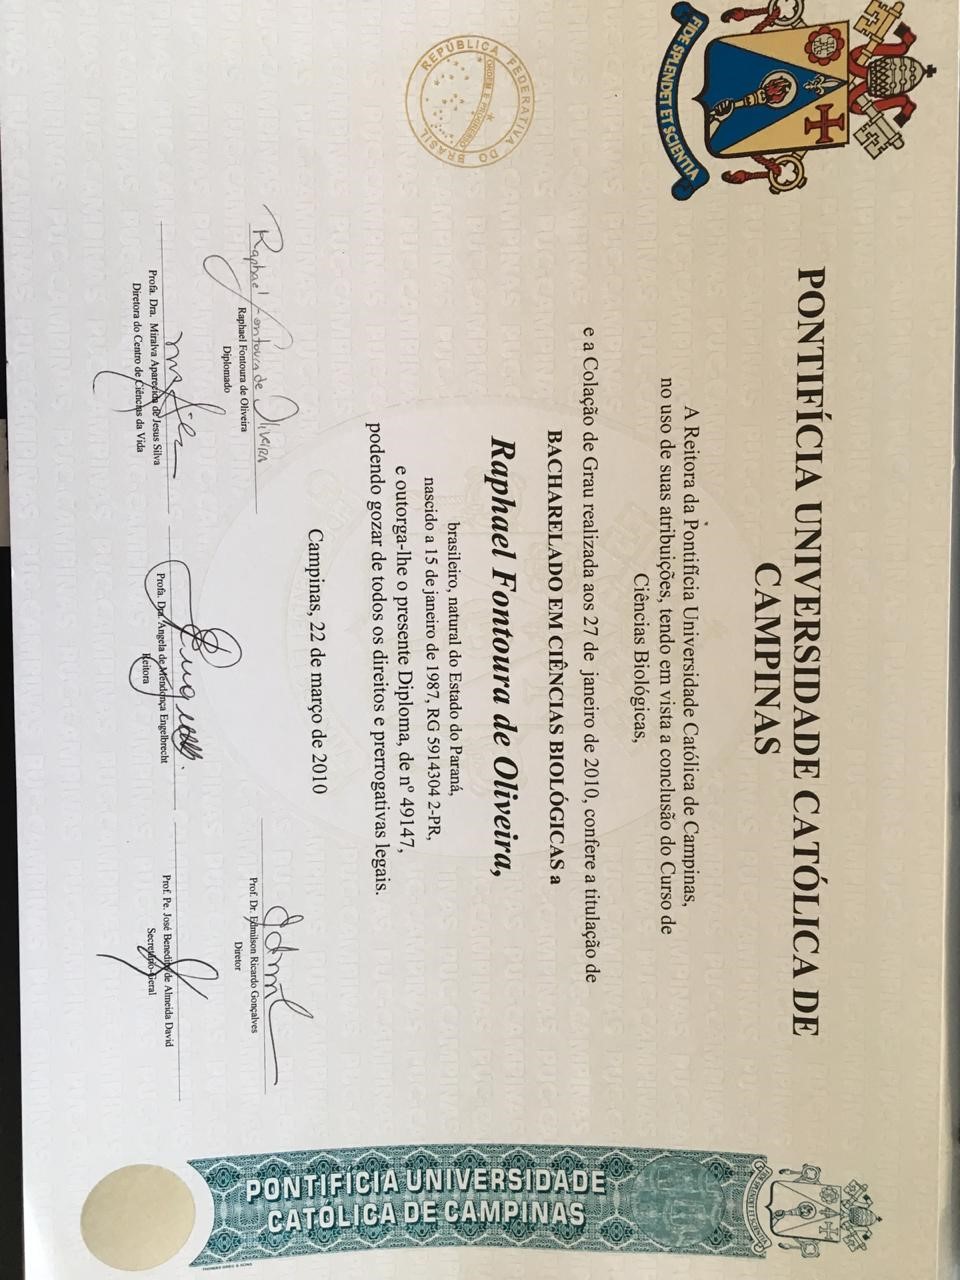 FIDE SPLENDET ET SCIENTIA
PONTIFÍCIA UNIVERSIDADE CATÓLICA DE
CAMPINAS
A Reitora da Pontifícia Universidade Católica de Campinas,
no uso de suas atribuições, tendo em vista a conclusão do Curso de
Ciências Biológicas,
e a Colação de Grau realizada aos 27 de janeiro de 2010, confere a titulação de
BACHARELADO EM CIÊNCIAS BIOLÓGICAS a
Raphael Fontoura de Oliveira,
brasileiro, natural do Estado do Paraná,
nascido a 15 de janeiro de 1987, RG 5914304 2-PR,
e outorga-lhe o presente Diploma, de nº 49147,
podendo gozar de todos os direitos e prerrogativas legais.
Campinas, 22 de março de 2010
REPÚBLICA FEDERATIVA DO BRASIL
ORDEM E PROGRESSO
Raphael Fontoura de Oliveira
Raphael Fontoura de Oliveira
Diplomado
Prof. Dr. Edmilson Ricardo Gonçalves
Diretor
Profa. Dra. Miralva Aparecida de Jesus Silva
Diretora do Centro de Ciências da Vida
Profa. Dra. Angela de Mendonça Engelbrecht
Reitora
Prof. Pe. José Benedito de Almeida David
Secretário-Geral
PONTIFÍCIA UNIVERSIDADE
CATÓLICA DE CAMPINAS
THOMAS GREG & SONS